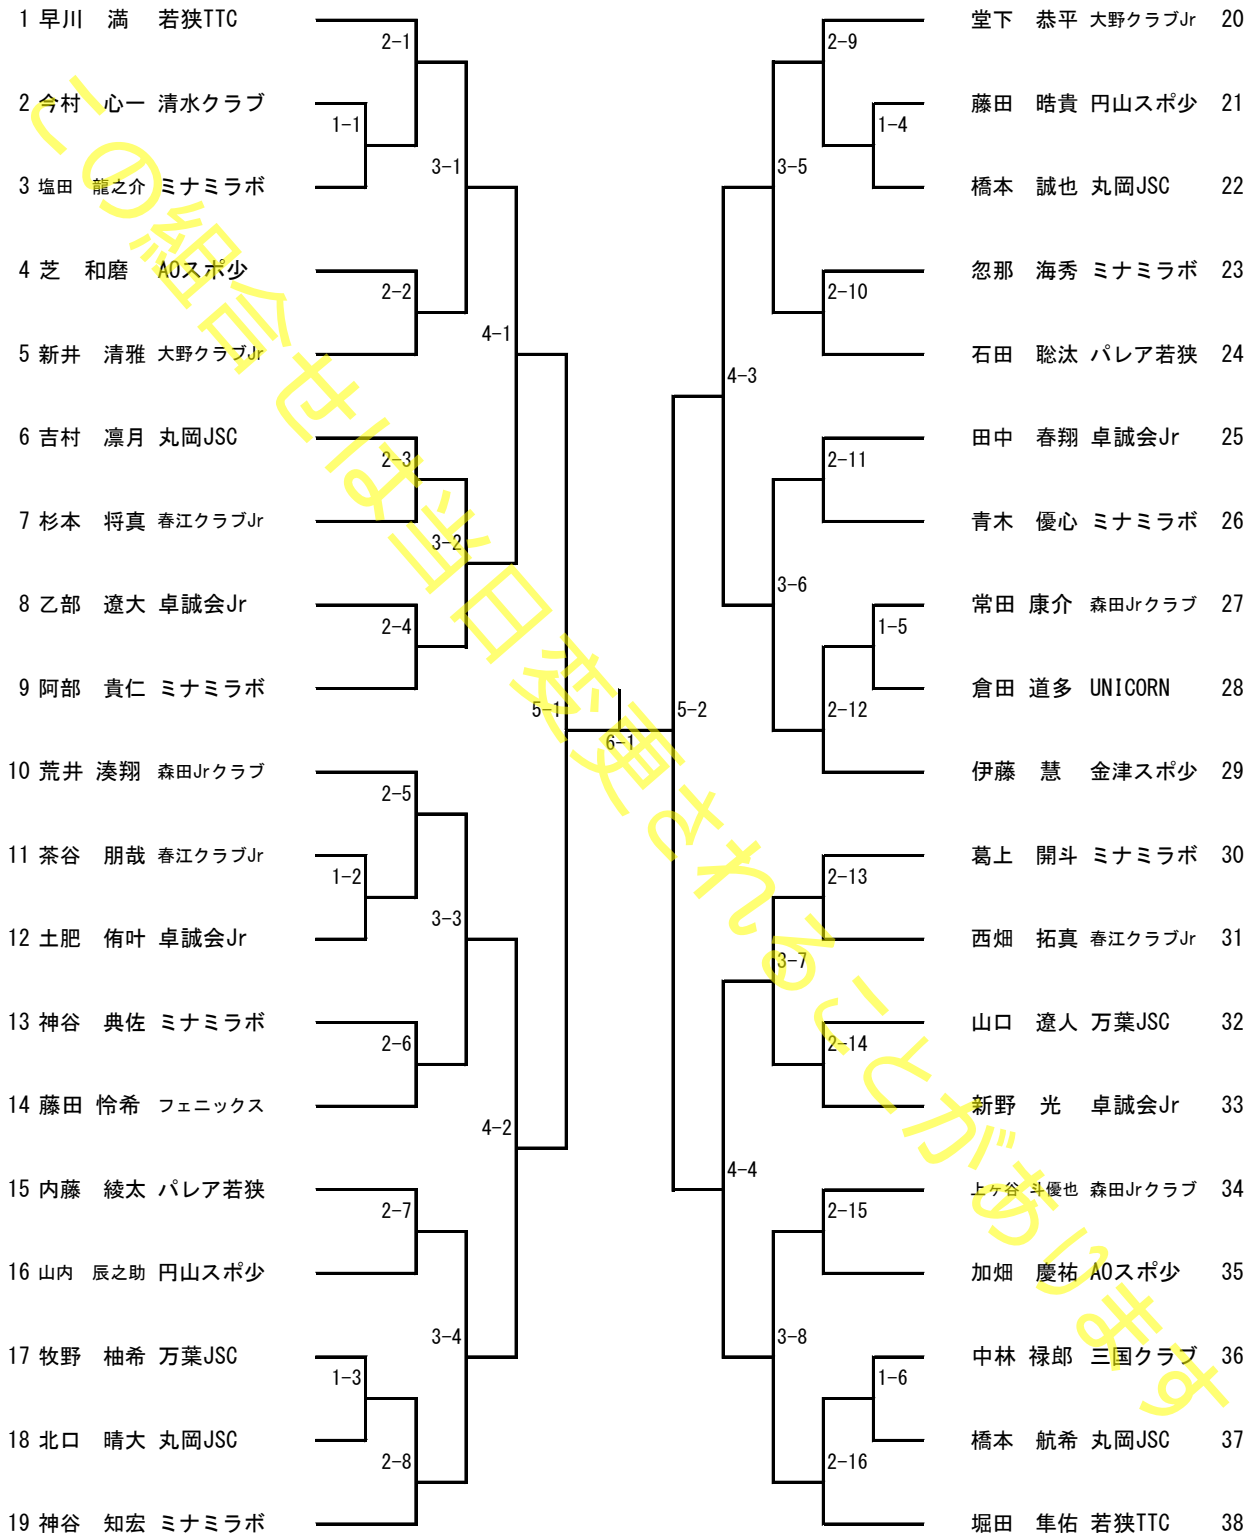 1 早川　満　若狭TTC
2 今村　心一 清水クラブ
3 塩田　龍之介 ミナミラボ
4 芝　和磨　AOスポ少
5 新井　清雅 大野クラブJr
6 吉村　凛月 丸岡JSC
7 杉本　将真 春江クラブJr
8 乙部　遼大 卓誠会Jr
9 阿部　貴仁 ミナミラボ
10 荒井 湊翔 森田Jrクラブ
11 茶谷　朋哉 春江クラブJr
12 土肥　侑叶 卓誠会Jr
13 神谷　典佐 ミナミラボ
14 藤田 怜希 フェニックス
15 内藤　綾太 パレア若狭
16 山内　辰之助 円山スポ少
17 牧野　柚希 万葉JSC
18 北口　晴大 丸岡JSC
19 神谷　知宏 ミナミラボ
1-1
1-2
1-3
2-1
2-2
2-3
2-4
2-5
2-6
2-7
2-8
3-1
3-2
3-3
3-4
4-1
4-2
5-1
6-1
5-2
4-3
4-4
3-5
3-6
3-7
3-8
2-9
2-10
2-11
2-12
2-13
2-14
2-15
2-16
1-4
1-5
1-6
堂下　恭平 大野クラブJr 20
藤田　晧貴 円山スポ少 21
橋本　誠也 丸岡JSC 22
忽那　海秀 ミナミラボ 23
石田　聡汰 パレア若狭 24
田中　春翔 卓誠会Jr 25
青木　優心 ミナミラボ 26
常田 康介 森田Jrクラブ 27
倉田 道多 UNICORN 28
伊藤　慧　金津スポ少 29
葛上　開斗 ミナミラボ 30
西畑　拓真 春江クラブJr 31
山口　遼人 万葉JSC 32
新野　光　卓誠会Jr 33
上ケ谷 斗優也 森田Jrクラブ 34
加畑　慶祐 AOスポ少 35
中林 禄郎 三国クラブ 36
橋本　航希 丸岡JSC 37
堀田　隼佑 若狭TTC 38
この組合せは当日変更されることがあります